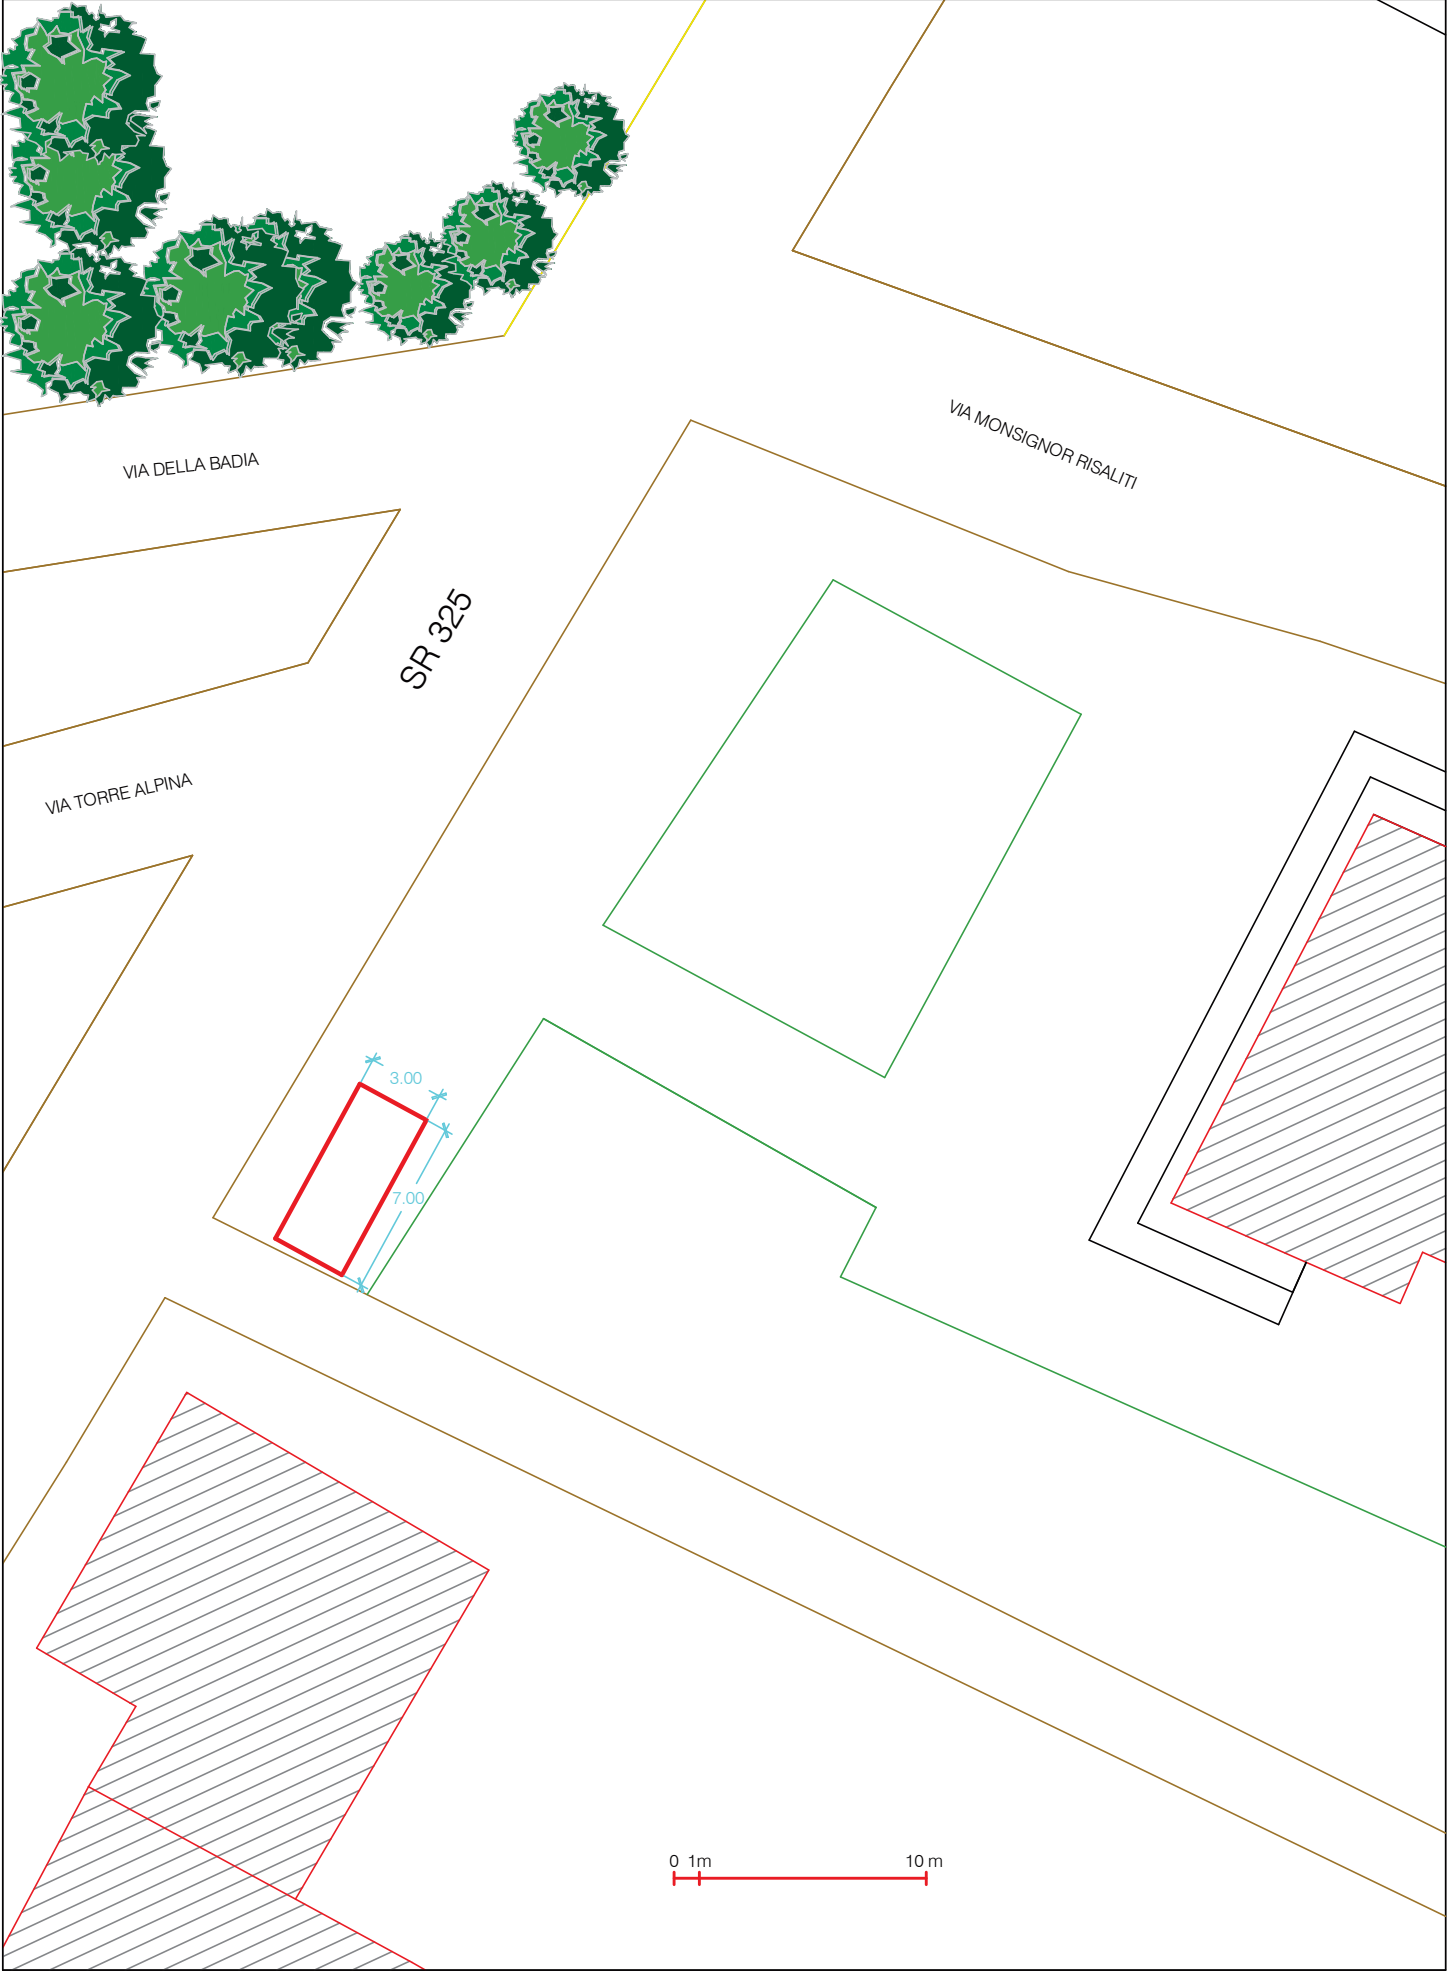 VIA MONSIGNOR RISALITI
VIA DELLA BADIA
SR 325
VIA TORRE ALPINA
3.00
7.00
0 1m 10 m